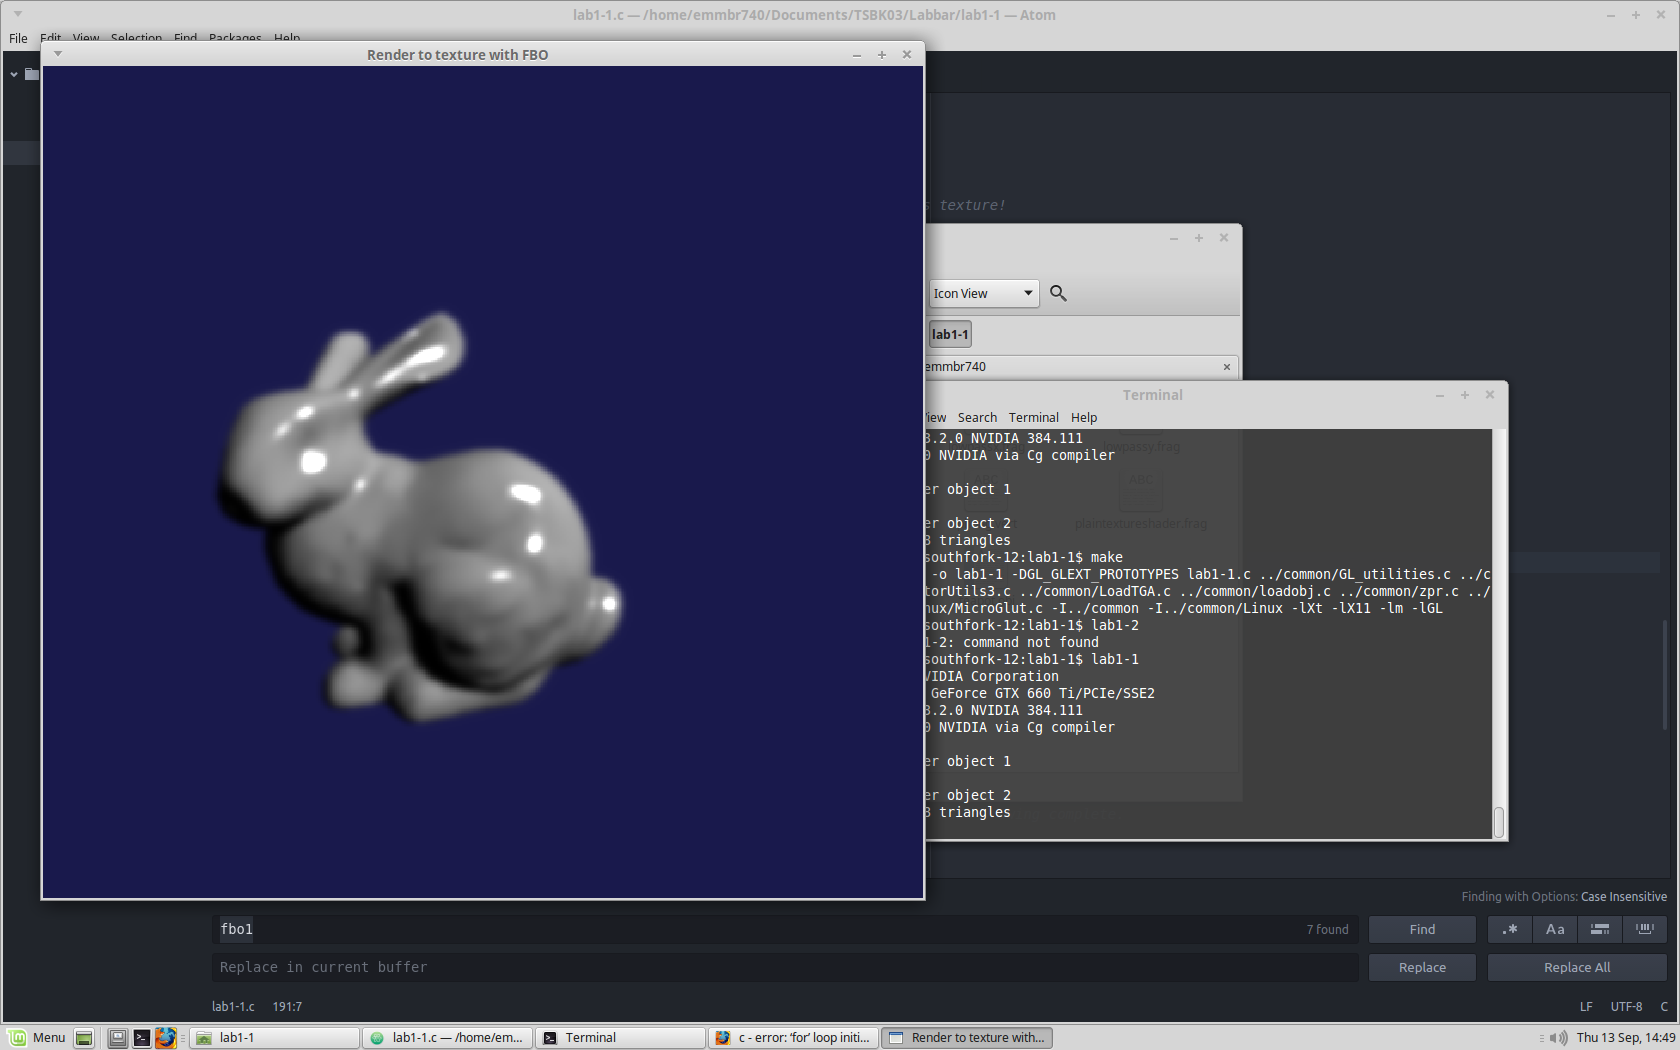 lab1-1.c — /home/emmbr740/Documents/TSBK03/Labbar/lab1-1 — Atom
File Edit View Selection Find Packages Help
Render to texture with FBO
texture!
Icon View
lab1-1
emmbr740
Terminal
View Search Terminal Help
3.2.0 NVIDIA 384.111
lowpassy.frag
0 NVIDIA via Cg compiler
ABC
er object 1
er object 2
plaintextureshader.frag
3 triangles
southfork-12:lab1-1$ make
-o lab1-1 -DGL_GLEXT_PROTOTYPES lab1-1.c ../common/GL_utilities.c ../c
torUtils3.c ../common/LoadTGA.c ../common/loadobj.c ../common/zpr.c ../
nux/MicroGlut.c -I../common -I../common/Linux -lXt -lX11 -lm -lGL
southfork-12:lab1-1$ lab1-2
1-2: command not found
southfork-12:lab1-1$ lab1-1
VIDIA Corporation
GeForce GTX 660 Ti/PCIe/SSE2
3.2.0 NVIDIA 384.111
0 NVIDIA via Cg compiler
er object 1
er object 2
3 triangles
Finding with Options: Case Insensitive
fbo1
7 found
Find
.*
Aa
Replace in current buffer
Replace
Replace All
lab1-1.c 191:7
LF UTF-8 C
Menu
lab1-1
lab1-1.c — /home/em...
Terminal
c - error: ‘for’ loop initi...
Render to texture with...
Thu 13 Sep, 14:49